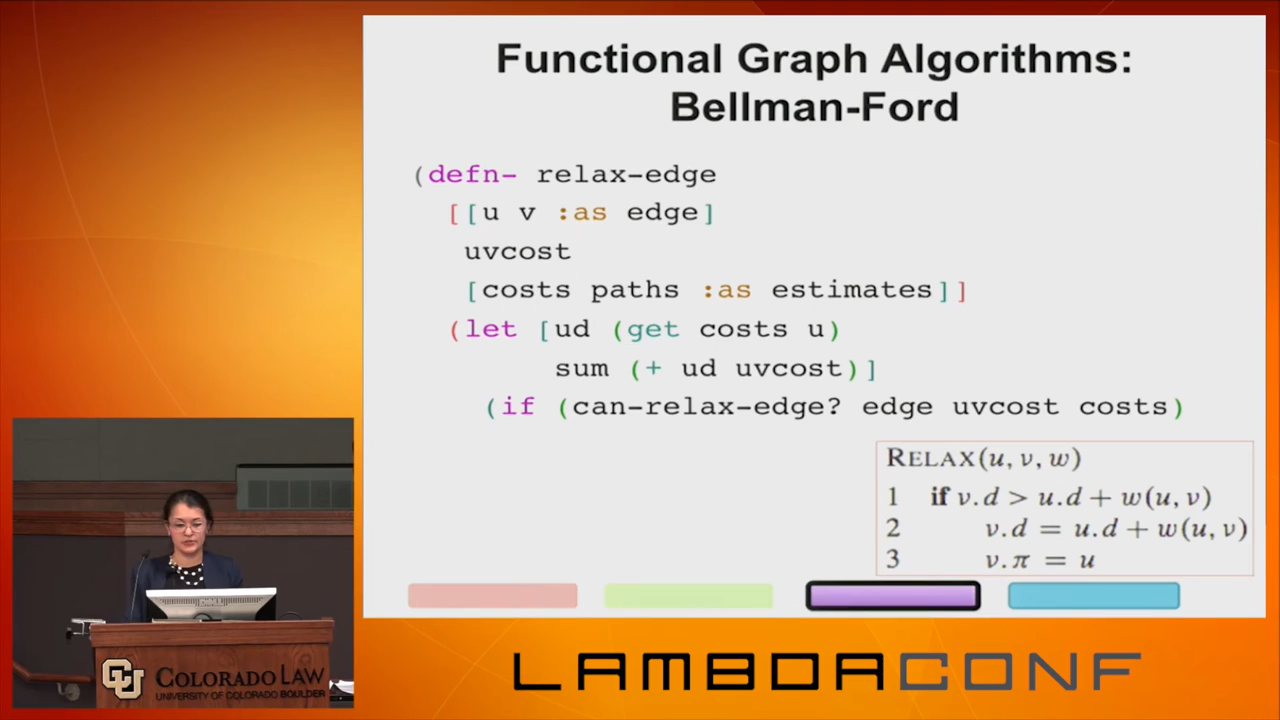 Functional Graph Algorithms:
Bellman-Ford
(defn- relax-edge
[[u v :as edge]
uvcost
[costs paths :as estimates]]
(let [ud (get costs u)
sum (+ ud uvcost)]
(if (can-relax-edge? edge uvcost costs)
RELAX(u, v, w)
1 if v.d > u.d + w(u, v)
2 v.d = u.d + w(u, v)
3 v.π = u
CU COLORADO LAW
UNIVERSITY OF COLORADO BOULDER
LAMBDACONF